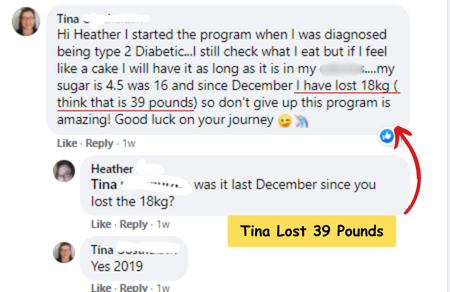 Tina
Hi Heather I started the program when I was diagnosed
being type 2 Diabetic...I still check what I eat but if I feel
like a cake I will have it as long as it is in my ....my
sugar is 4.5 was 16 and since December I have lost 18kg (
think that is 39 pounds) so don't give up this program is
amazing! Good luck on your journey
Like · Reply · 1w
Heather
Tina was it last December since you
lost the 18kg?
Like · Reply · 1w
Tina Lost 39 Pounds
Tina
Yes 2019
Like · Reply · 1w